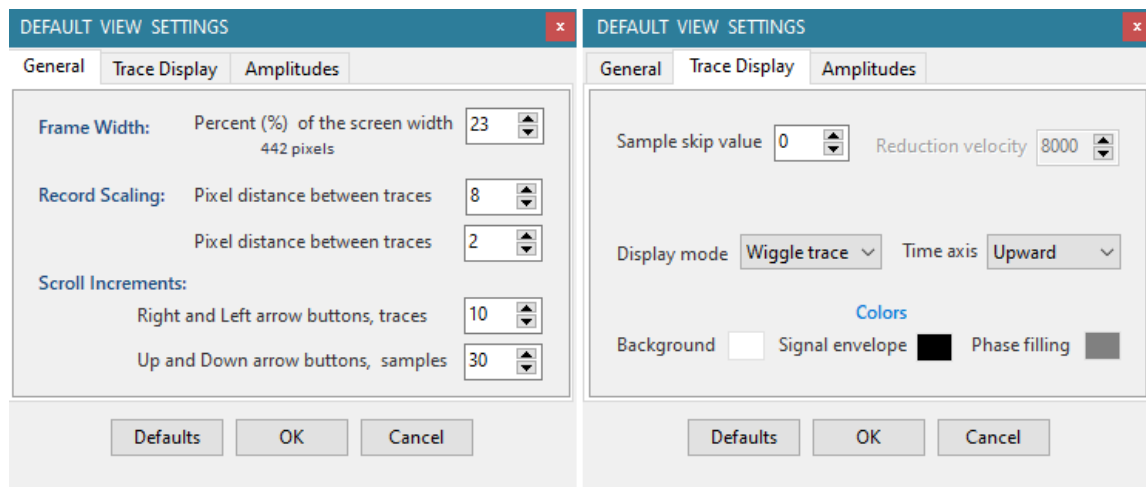 DEFAULT VIEW SETTINGS x
General Trace Display Amplitudes
Frame Width: Percent (%) of the screen width 23
442 pixels
Record Scaling: Pixel distance between traces 8
Pixel distance between traces 2
Scroll Increments:
Right and Left arrow buttons, traces 10
Up and Down arrow buttons, samples 30
Defaults OK Cancel
DEFAULT VIEW SETTINGS x
General Trace Display Amplitudes
Sample skip value 0 Reduction velocity 8000
Display mode Wiggle trace Time axis Upward
Colors
Background Signal envelope Phase filling
Defaults OK Cancel